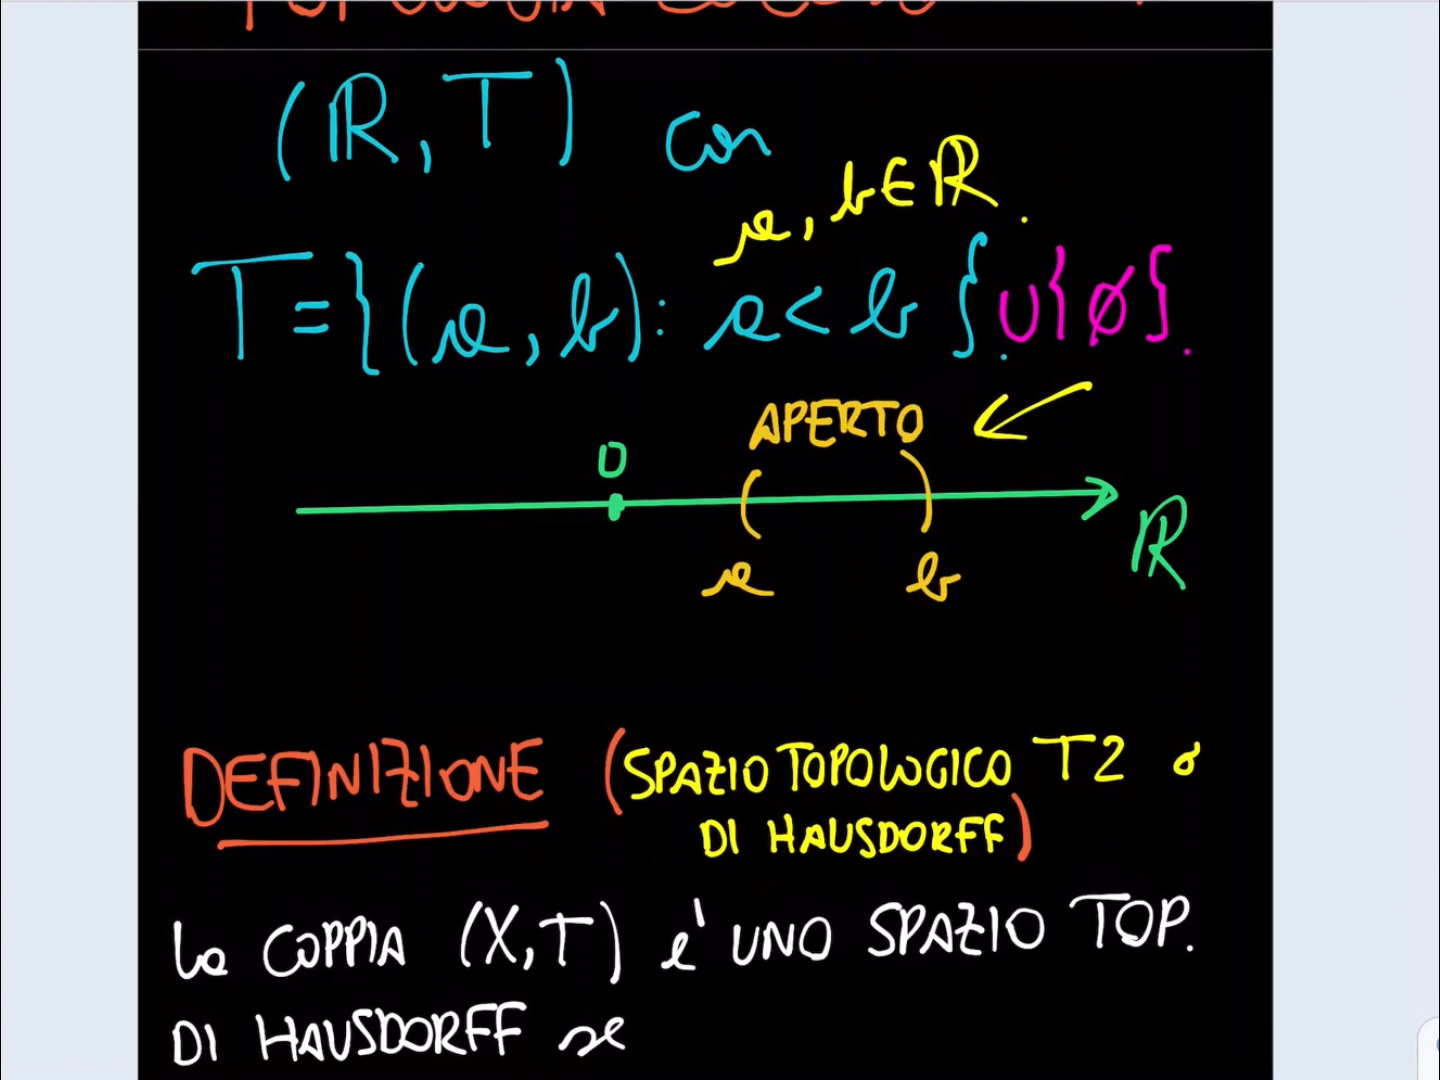 (ℝ, T) con
a, b ∈ ℝ.
T = {(a, b): a < b}. ∪ {∅}.
APERTO
0
a b ℝ
DEFINIZIONE (SPAZIO TOPOLOGICO T2 o
DI HAUSDORFF)
La COPPIA (X, T) è UNO SPAZIO TOP.
DI HAUSDORFF se